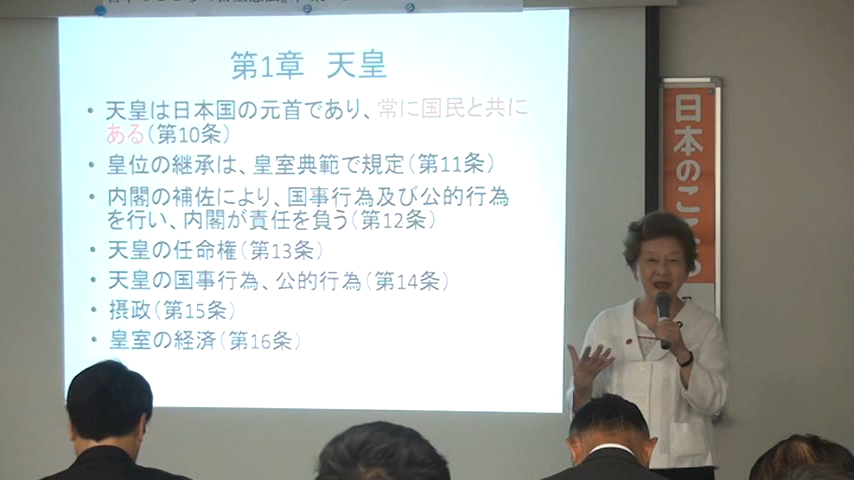 第1章 天皇
• 天皇は日本国の元首であり、常に国民と共に
ある(第10条)
• 皇位の継承は、皇室典範で規定(第11条)
• 内閣の補佐により、国事行為及び公的行為
を行い、内閣が責任を負う(第12条)
• 天皇の任命権(第13条)
• 天皇の国事行為、公的行為(第14条)
• 摂政(第15条)
• 皇室の経済(第16条)
日本のこころ